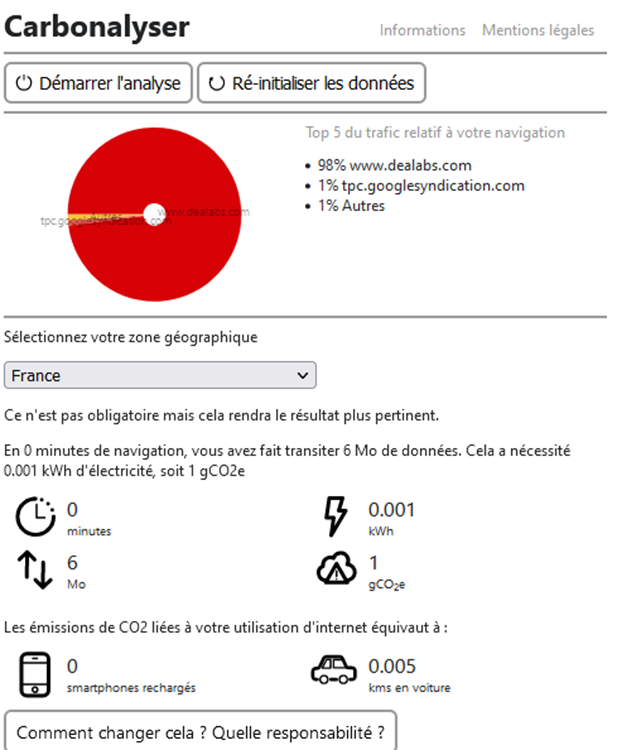 Carbonalyser
Informations Mentions légales
Démarrer l'analyse Ré-initialiser les données
Top 5 du trafic relatif à votre navigation
98% www.dealabs.com
1% tpc.googlesyndication.com
1% Autres
www.dealabs.com
tpc.googlesyndication.com
Sélectionnez votre zone géographique
France
Ce n'est pas obligatoire mais cela rendra le résultat plus pertinent.
En 0 minutes de navigation, vous avez fait transiter 6 Mo de données. Cela a nécessité
0.001 kWh d'électricité, soit 1 gCO2e
0 0.001
minutes kWh
6 1
Mo gCO₂e
Les émissions de CO2 liées à votre utilisation d'internet équivaut à :
0 0.005
smartphones rechargés kms en voiture
Comment changer cela ? Quelle responsabilité ?